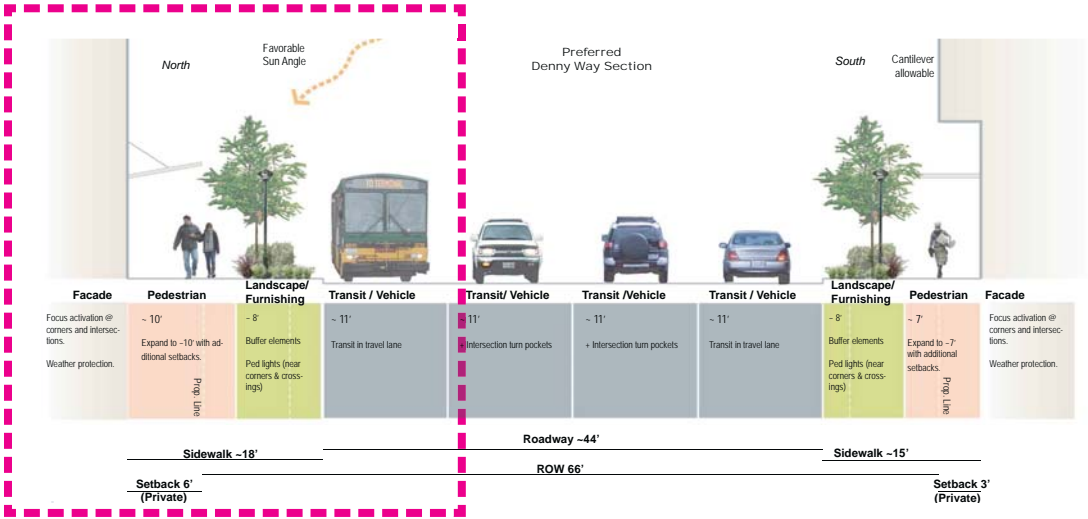 North
Favorable
Sun Angle
Preferred
Denny Way Section
South
Cantilever
allowable
Facade
Focus activation @
corners and intersec-
tions.
Weather protection.
Pedestrian
~ 10'
Expand to ~10' with ad-
ditional setbacks.
Prop. Line
Landscape/
Furnishing
~ 8'
Buffer elements
Ped lights (near
corners & cross-
ings)
Transit / Vehicle
~ 11'
Transit in travel lane
Transit/ Vehicle
~ 11'
+ Intersection turn pockets
Transit /Vehicle
~ 11'
+ Intersection turn pockets
Transit / Vehicle
~ 11'
Transit in travel lane
Landscape/
Furnishing
~ 8'
Buffer elements
Ped lights (near
corners & cross-
ings)
Pedestrian
~ 7'
Expand to ~7'
with additional
setbacks.
Prop. Line
Facade
Focus activation @
corners and intersec-
tions.
Weather protection.
Roadway ~44'
Sidewalk ~18'
Sidewalk ~15'
ROW 66'
Setback 6'
(Private)
Setback 3'
(Private)